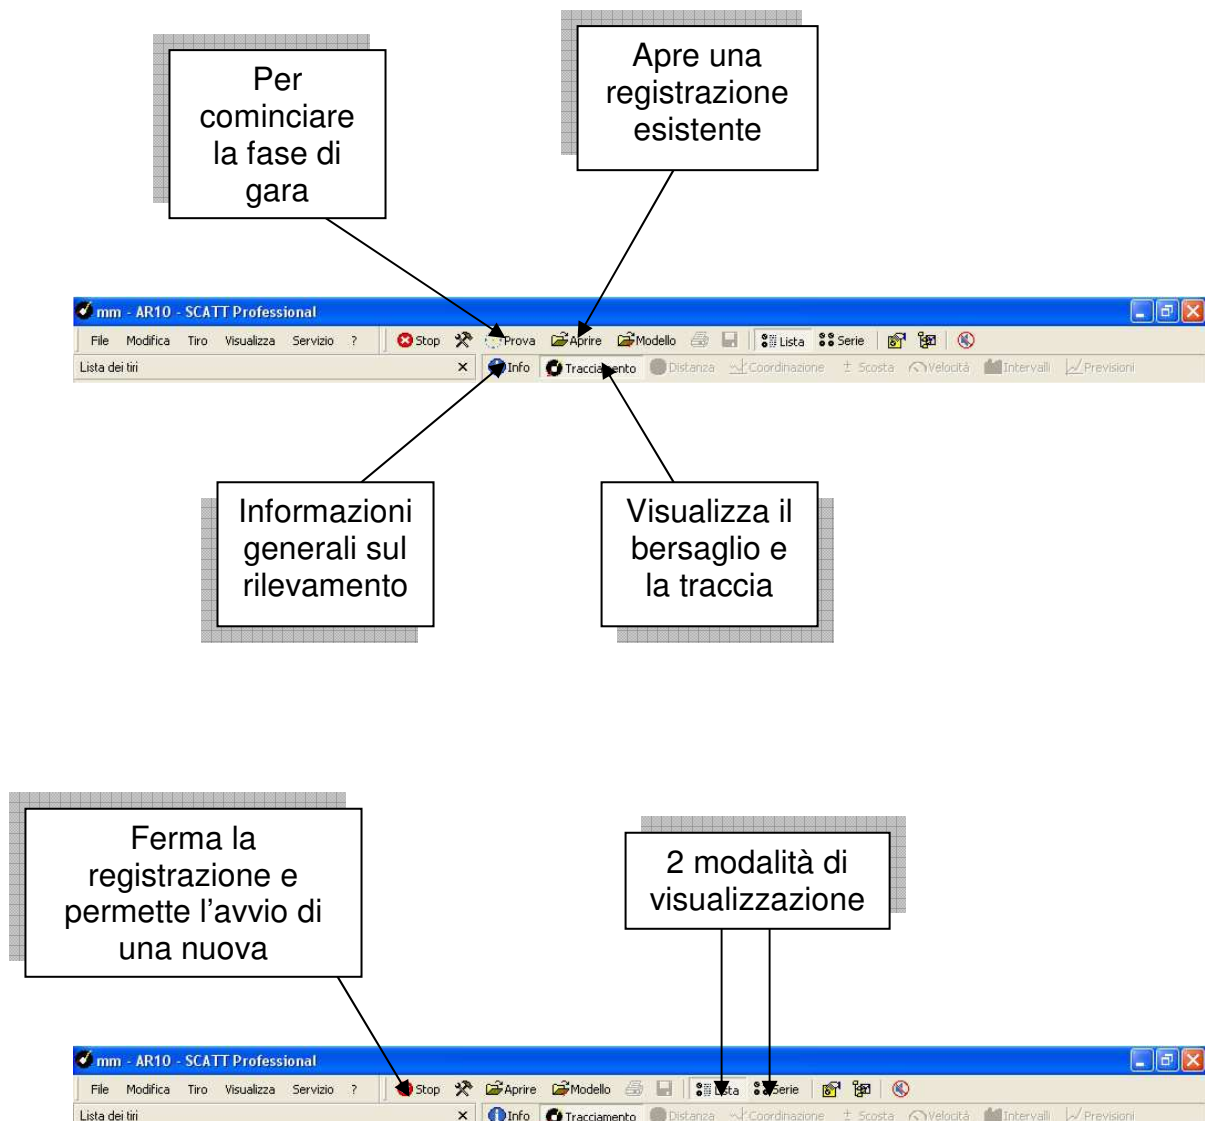 Per
cominciare
la fase di
gara
Apre una
registrazione
esistente
mm - AR10 - SCATT Professional
File Modifica Tiro Visualizza Servizio ? Stop Prova Aprire Modello Lista Serie
Lista dei tiri Info Tracciamento Distanza Coordinazione ± Scosta Velocitá Intervalli Previsioni
Informazioni
generali sul
rilevamento
Visualizza il
bersaglio e
la traccia
Ferma la
registrazione e
permette l'avvio di
una nuova
2 modalità di
visualizzazione
mm - AR10 - SCATT Professional
File Modifica Tiro Visualizza Servizio ? Stop Aprire Modello Lista Serie
Lista dei tiri Info Tracciamento Distanza Coordinazione ± Scosta Velocitá Intervalli Previsioni